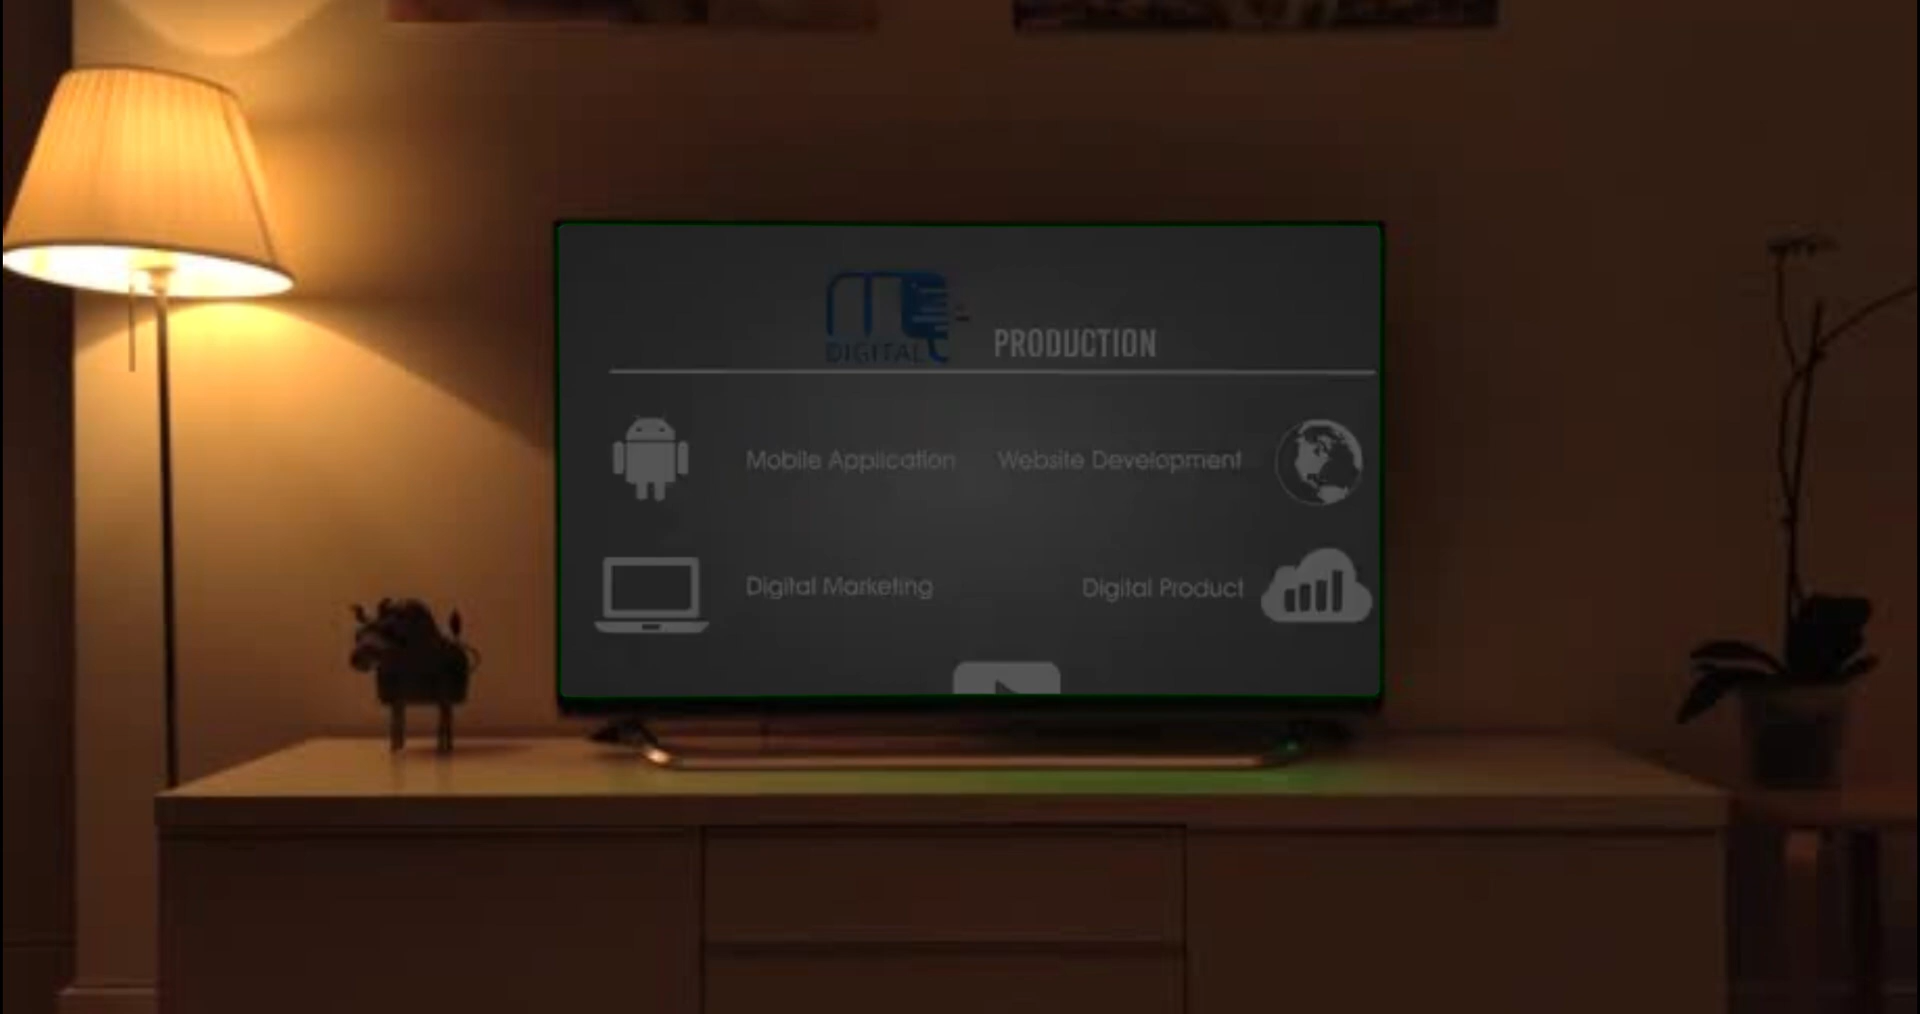 DIGITAL
PRODUCTION
Mobile Application
Website Development
Digital Marketing
Digital Product